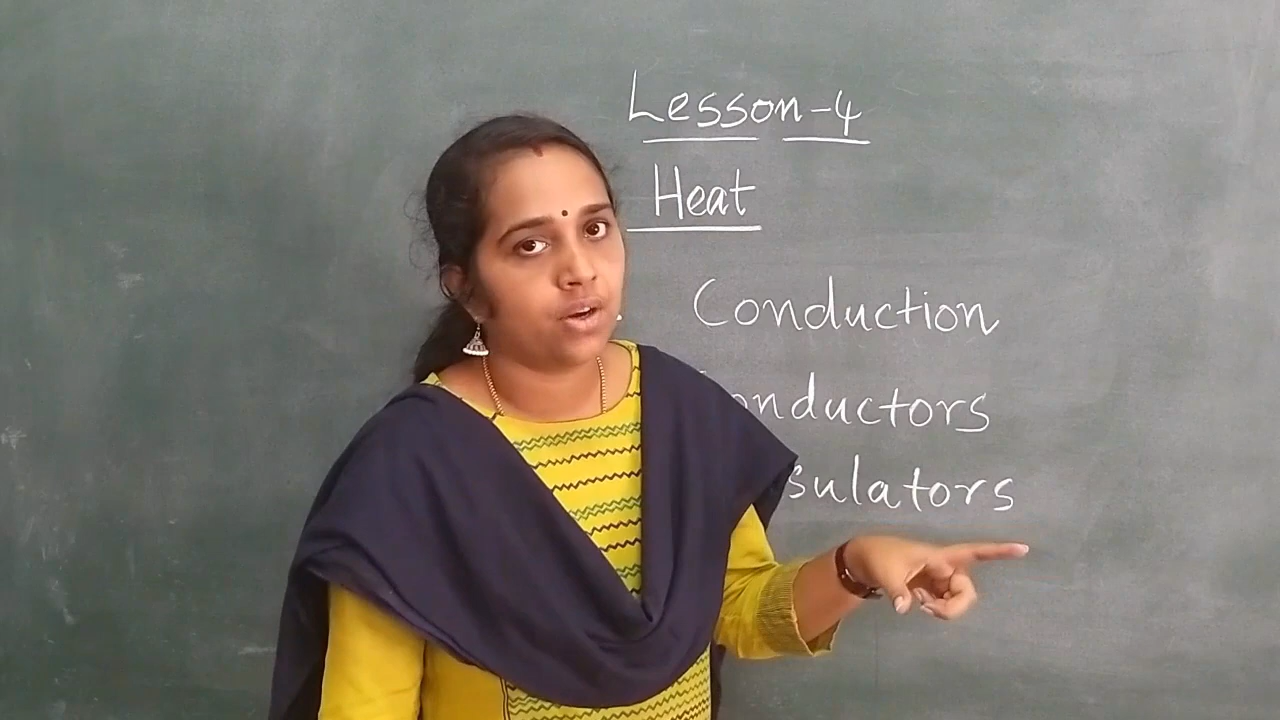 Lesson-4
Heat
Conduction
onductors
sulators